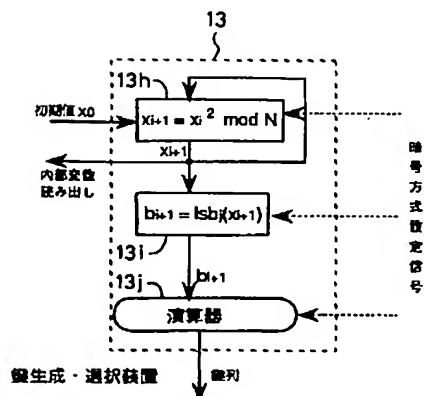 13
13h
初期値 x0
xi+1 = xi 2 mod N
xi+1
内部変数
読み出し
暗号方式設定信号
bi+1 = lsbj(xi+1)
13i
bi+1
13j
演算器
鍵生成・選択装置
鍵列